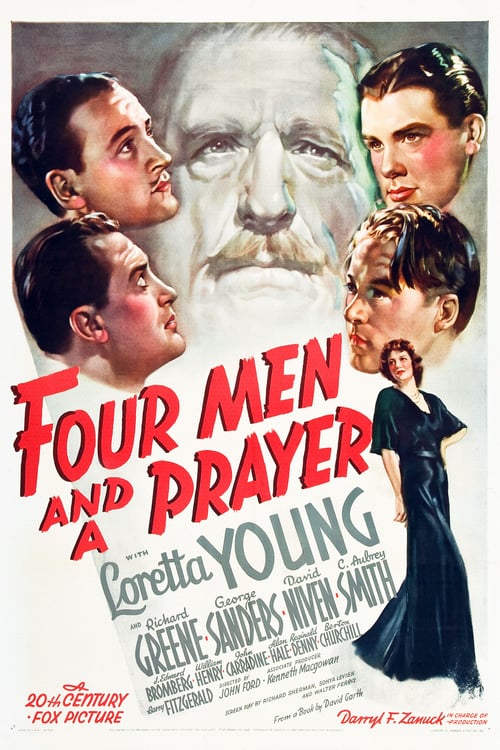 FOUR MEN
AND A PRAYER
WITH
Loretta YOUNG
AND Richard GREENE · George SANDERS · David NIVEN · C. Aubrey SMITH
J. Edward BROMBERG · William HENRY · John CARRADINE · Alan HALE · Reginald DENNY · Berton CHURCHILL
Barry FITZGERALD
DIRECTED BY JOHN FORD
ASSOCIATE PRODUCER Kenneth Macgowan
SCREEN PLAY BY RICHARD SHERMAN, SONYA LEVIEN
AND WALTER FERRIS
From a Book by David Garth
A
20TH CENTURY
-FOX PICTURE
Darryl F. Zanuck IN CHARGE OF PRODUCTION